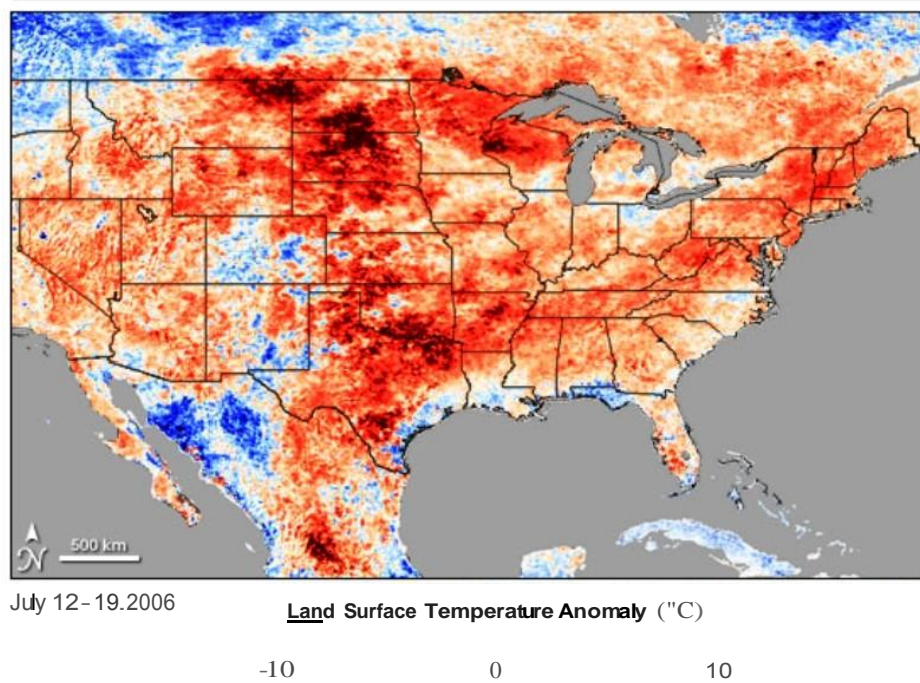 N
500 km
July 12-19.2006
Land Surface Temperature Anomaly ("C)
-10 0 10